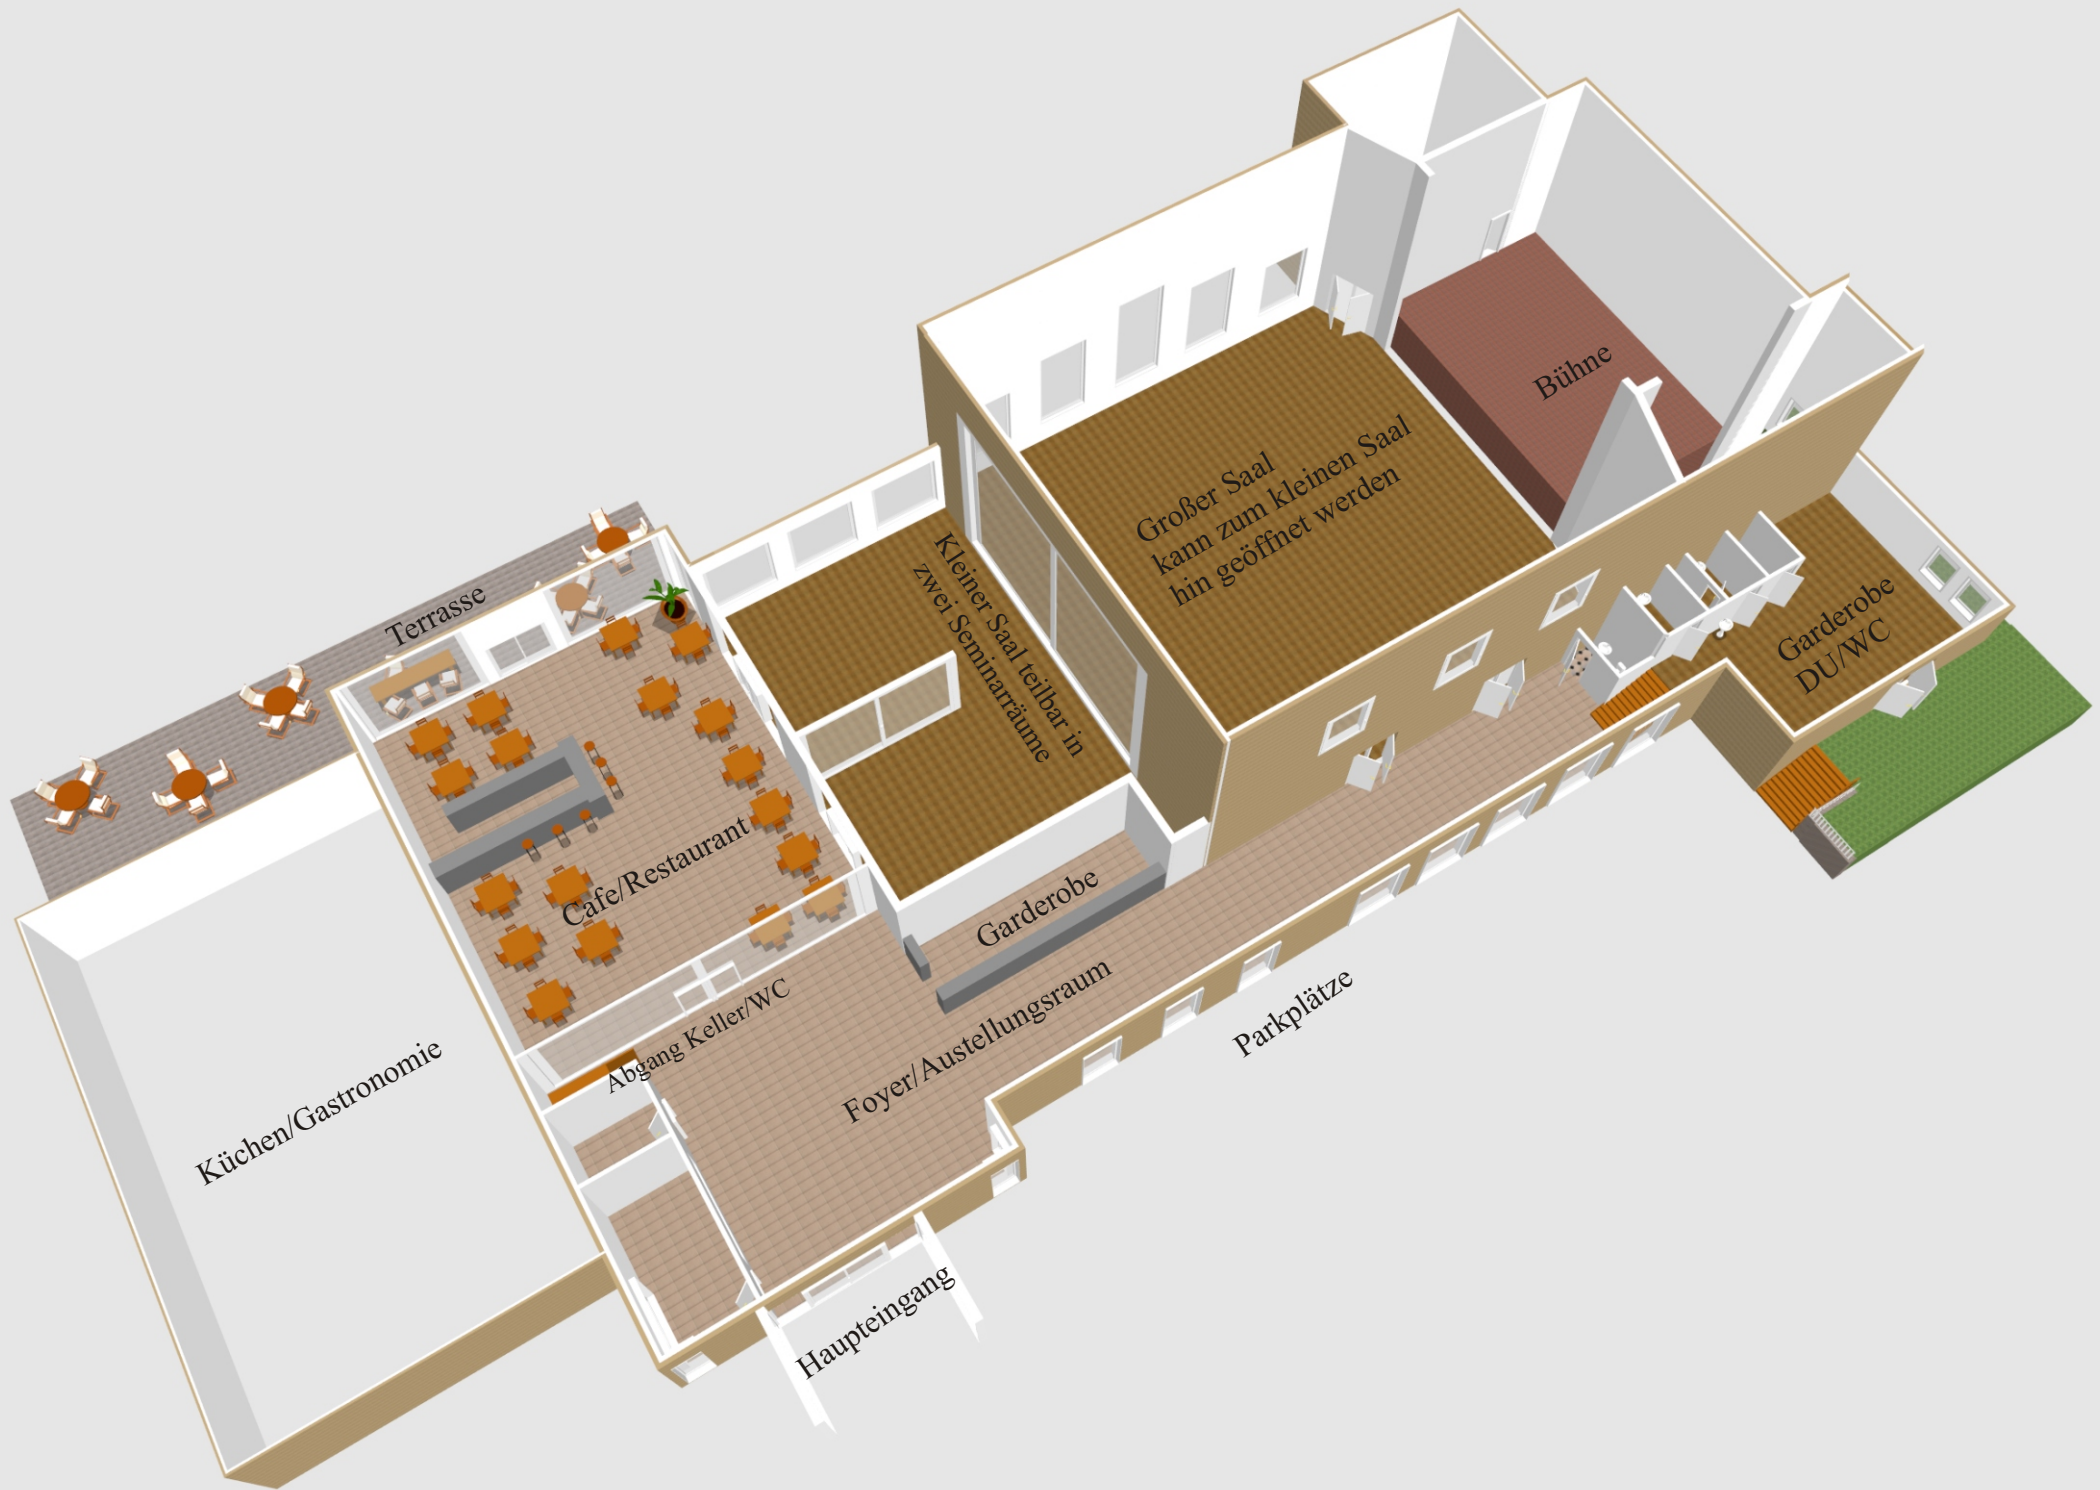 Bühne
Großer Saal
kann zum kleinen Saal
hin geöffnet werden
Kleiner Saal teilbar in
zwei Seminarräume
Terrasse
Garderobe
DU/WC
Cafe/Restaurant
Garderobe
Abgang Keller/WC
Foyer/Austellungsraum
Parkplätze
Küchen/Gastronomie
Haupteingang